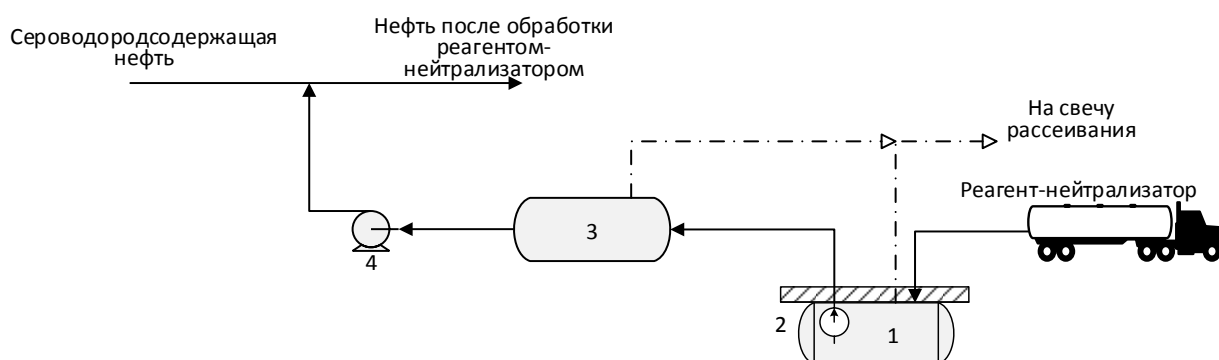 Сероводородсодержащая
нефть
Нефть после обработки
реагентом-
нейтрализатором
На свечу
рассеивания
Реагент-нейтрализатор
3
4
2
1